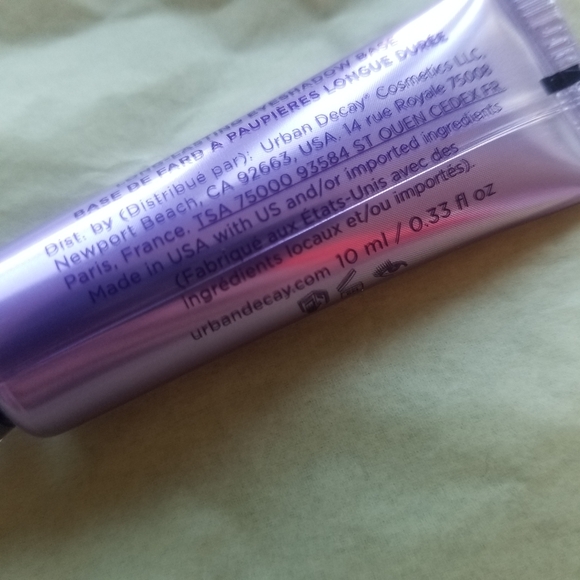 LASTING EYESHADOW BASE
BASE DE FARD À PAUPIÈRES LONGUE DURÉE
Dist. by (Distribué par): Urban Decay® Cosmetics LLC,
Newport Beach, CA 92663, USA. 14 rue Royale 75008
Paris, France. TSA 75000 93584 ST OUEN CEDEX FR
Made in USA with US and/or imported ingredients
(Fabriqué aux États-Unis avec des
ingrédients locaux et/ou importés).
urbandecay.com 10 ml / 0.33 fl oz